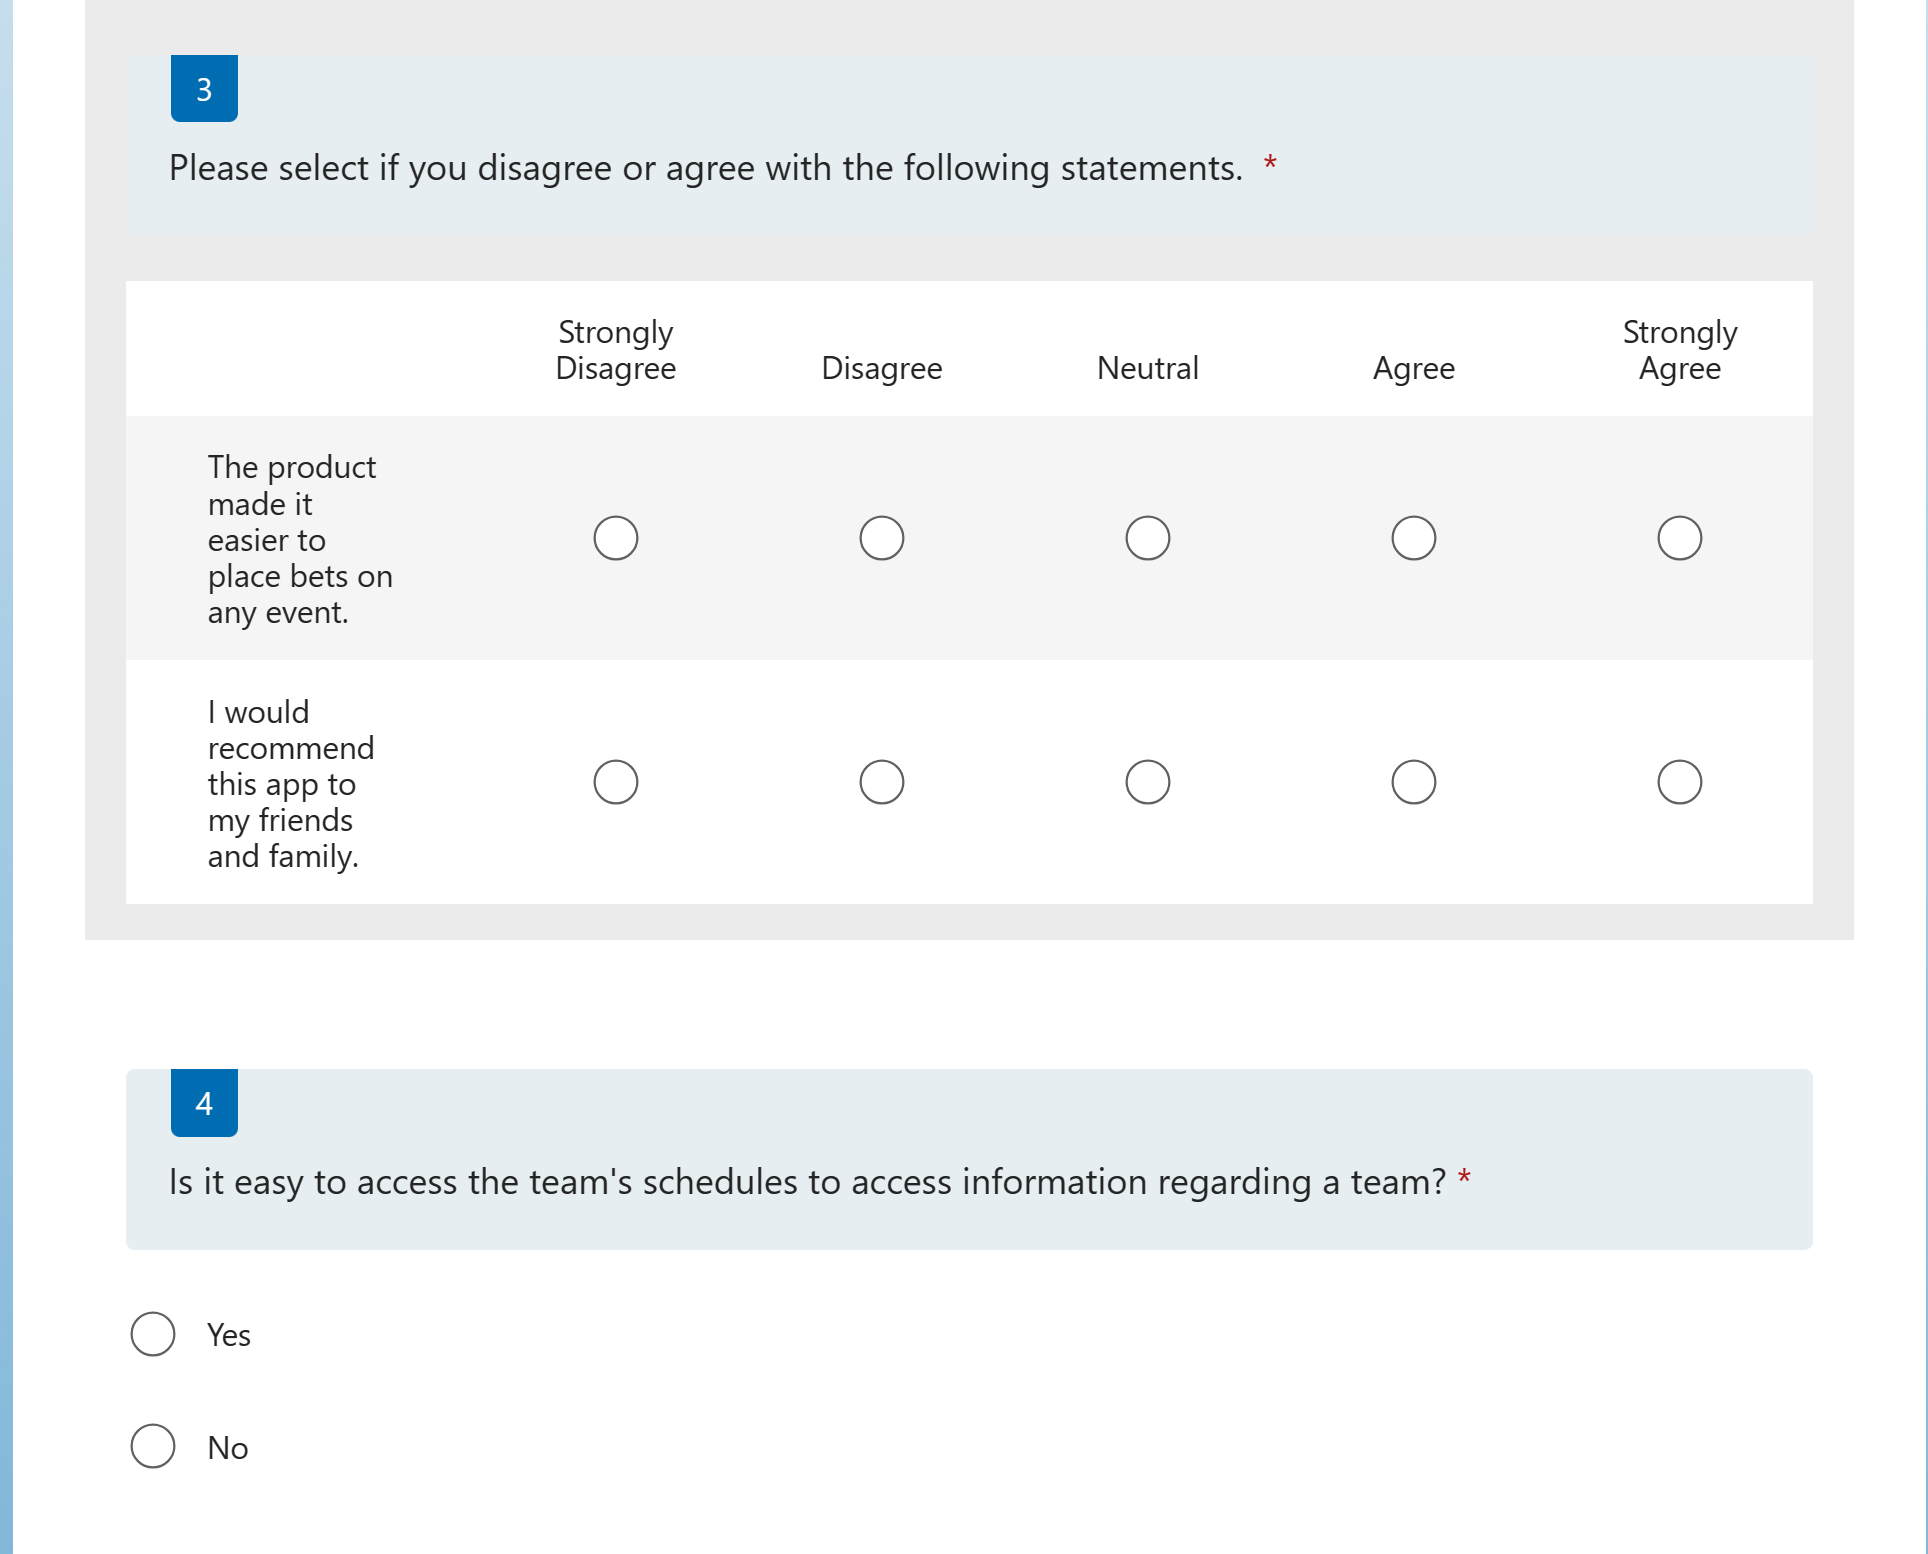 3
Please select if you disagree or agree with the following statements. *
Strongly Disagree
Disagree
Neutral
Agree
Strongly Agree
The product
made it
easier to
place bets on
any event.
I would
recommend
this app to
my friends
and family.
4
Is it easy to access the team's schedules to access information regarding a team? *
Yes
No